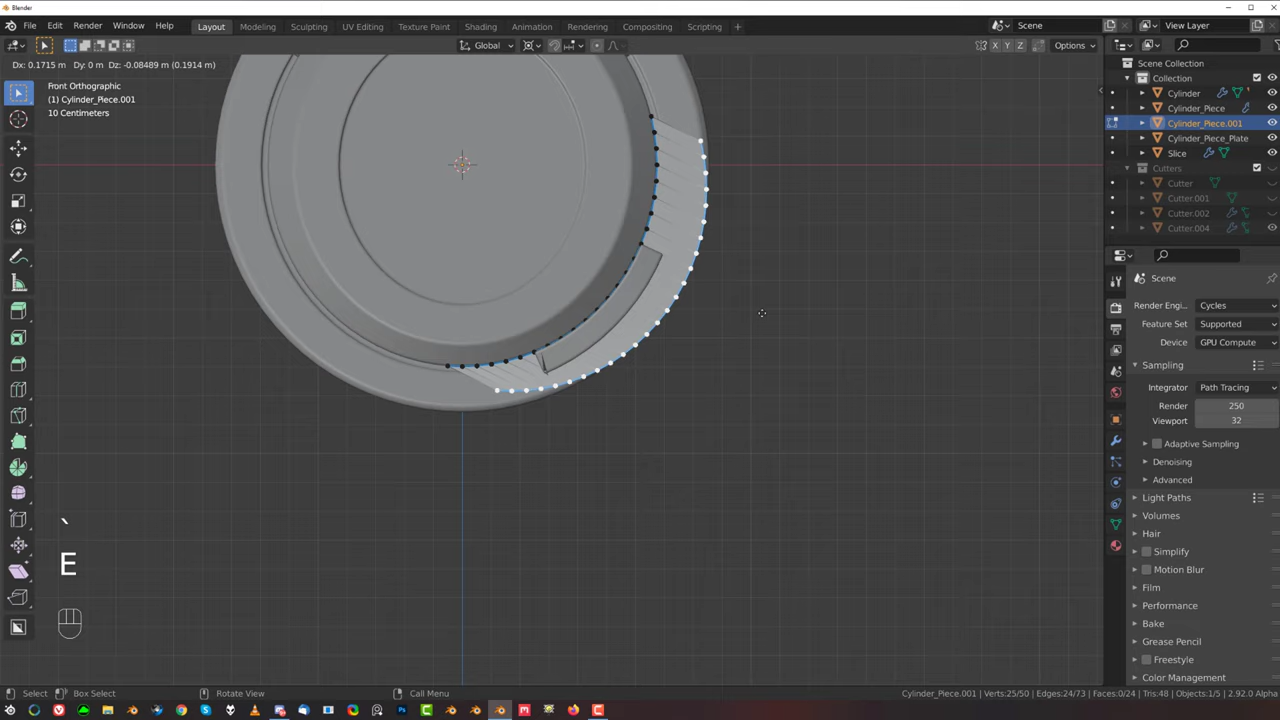 Blender
File Edit Render Window Help Layout Modeling Sculpting UV Editing Texture Paint Shading Animation Rendering Compositing Scripting + Scene View Layer
Global X Y Z Options
Dx: 0.1715 m Dy: 0 m Dz: -0.08489 m (0.1914 m)
Front Orthographic
(1) Cylinder_Piece.001
10 Centimeters
`
E
Scene Collection
Collection
Cylinder
Cylinder_Piece
Cylinder_Piece.001
Cylinder_Piece_Plate
Slice
Cutters
Cutter
Cutter.001
Cutter.002
Cutter.004
Scene
Render Engi... Cycles
Feature Set Supported
Device GPU Compute
Sampling
Integrator Path Tracing
Render 250
Viewport 32
Adaptive Sampling
Denoising
Advanced
Light Paths
Volumes
Hair
Simplify
Motion Blur
Film
Performance
Bake
Grease Pencil
Freestyle
Color Management
Select Box Select Rotate View Call Menu Cylinder_Piece.001 | Verts:25/50 | Edges:24/73 | Faces:0/24 | Tris:48 | Objects:1/5 | 2.92.0 Alpha